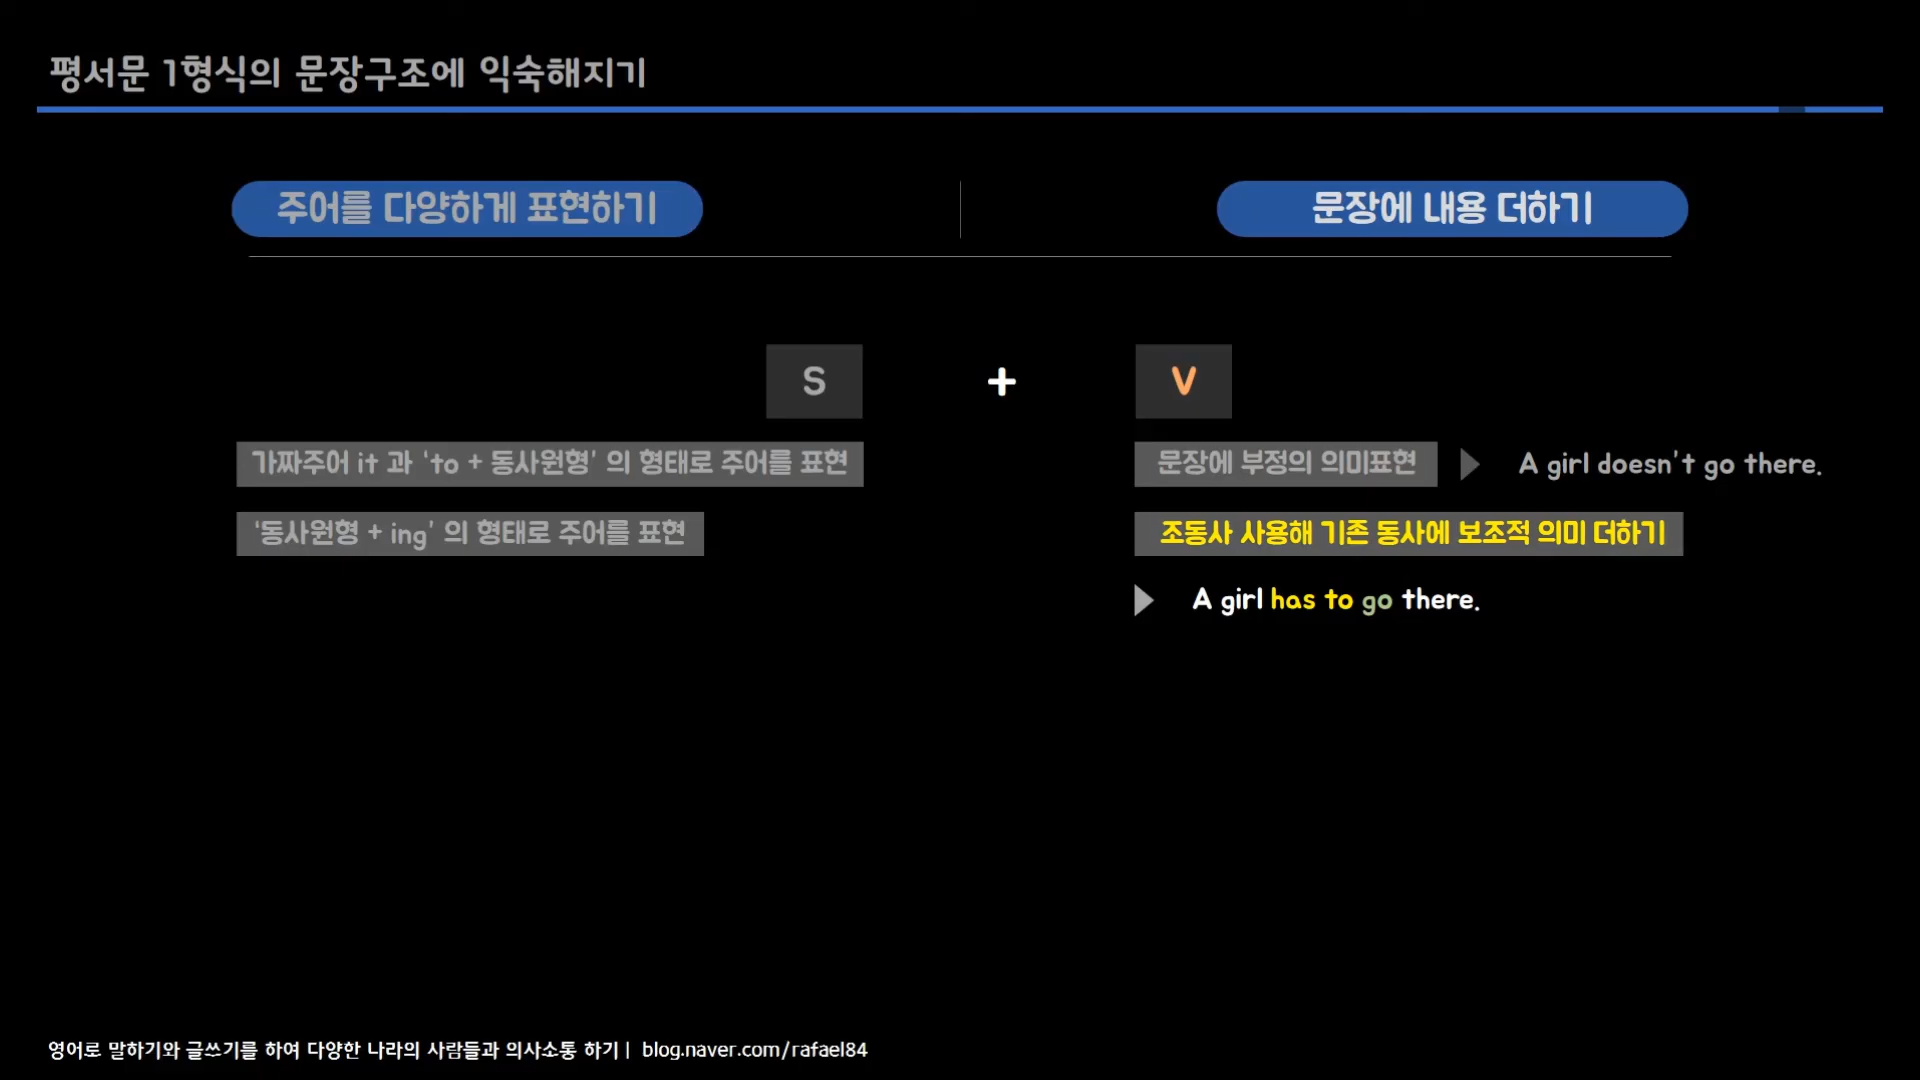 평서문 1형식의 문장구조에 익숙해지기
주어를 다양하게 표현하기
문장에 내용 더하기
S + V
가짜주어 it 과 ‘to + 동사원형’ 의 형태로 주어를 표현
‘동사원형 + ing’ 의 형태로 주어를 표현
문장에 부정의 의미표현
A girl doesn't go there.
조동사 사용해 기존 동사에 보조적 의미 더하기
A girl has to go there.
영어로 말하기와 글쓰기를 하여 다양한 나라의 사람들과 의사소통 하기 | blog.naver.com/rafael84